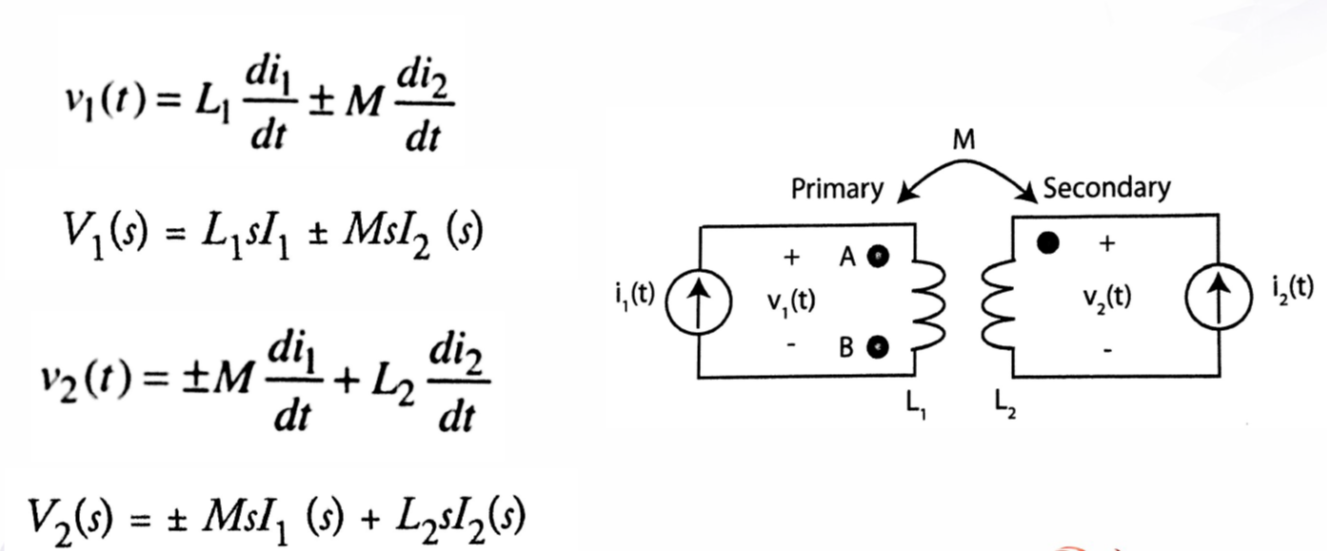 v₁(t) = L₁ di₁/dt ± M di₂/dt
V₁(s) = L₁sI₁ ± MsI₂ (s)
v₂(t) = ±M di₁/dt + L₂ di₂/dt
V₂(s) = ± MsI₁ (s) + L₂sI₂(s)
M
Primary
Secondary
+
A
+
i₁(t)
v₁(t)
v₂(t)
i₂(t)
-
B
-
L₁
L₂